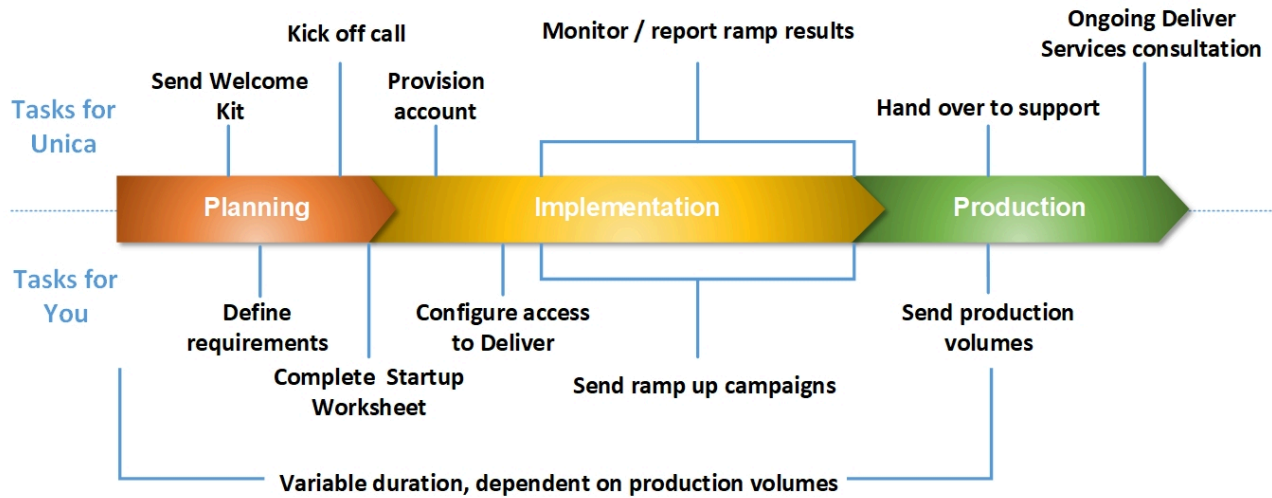 Kick off call
Monitor / report ramp results
Ongoing Deliver
Services consultation
Send Welcome
Kit
Provision
account
Hand over to support
Tasks for
Unica
Planning
Implementation
Production
Tasks for
You
Define
requirements
Configure access
to Deliver
Send production
volumes
Complete Startup
Worksheet
Send ramp up campaigns
Variable duration, dependent on production volumes